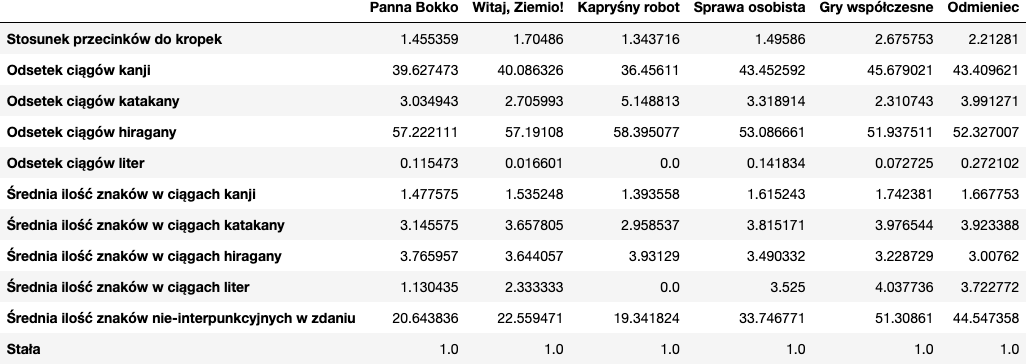 Panna Bokko Witaj, Ziemio! Kapryśny robot Sprawa osobista Gry współczesne Odmieniec
Stosunek przecinków do kropek 1.455359 1.70486 1.343716 1.49586 2.675753 2.21281
Odsetek ciągów kanji 39.627473 40.086326 36.45611 43.452592 45.679021 43.409621
Odsetek ciągów katakany 3.034943 2.705993 5.148813 3.318914 2.310743 3.991271
Odsetek ciągów hiragany 57.222111 57.19108 58.395077 53.086661 51.937511 52.327007
Odsetek ciągów liter 0.115473 0.016601 0.0 0.141834 0.072725 0.272102
Średnia ilość znaków w ciągach kanji 1.477575 1.535248 1.393558 1.615243 1.742381 1.667753
Średnia ilość znaków w ciągach katakany 3.145575 3.657805 2.958537 3.815171 3.976544 3.923388
Średnia ilość znaków w ciągach hiragany 3.765957 3.644057 3.93129 3.490332 3.228729 3.00762
Średnia ilość znaków w ciągach liter 1.130435 2.333333 0.0 3.525 4.037736 3.722772
Średnia ilość znaków nie-interpunkcyjnych w zdaniu 20.643836 22.559471 19.341824 33.746771 51.30861 44.547358
Stała 1.0 1.0 1.0 1.0 1.0 1.0